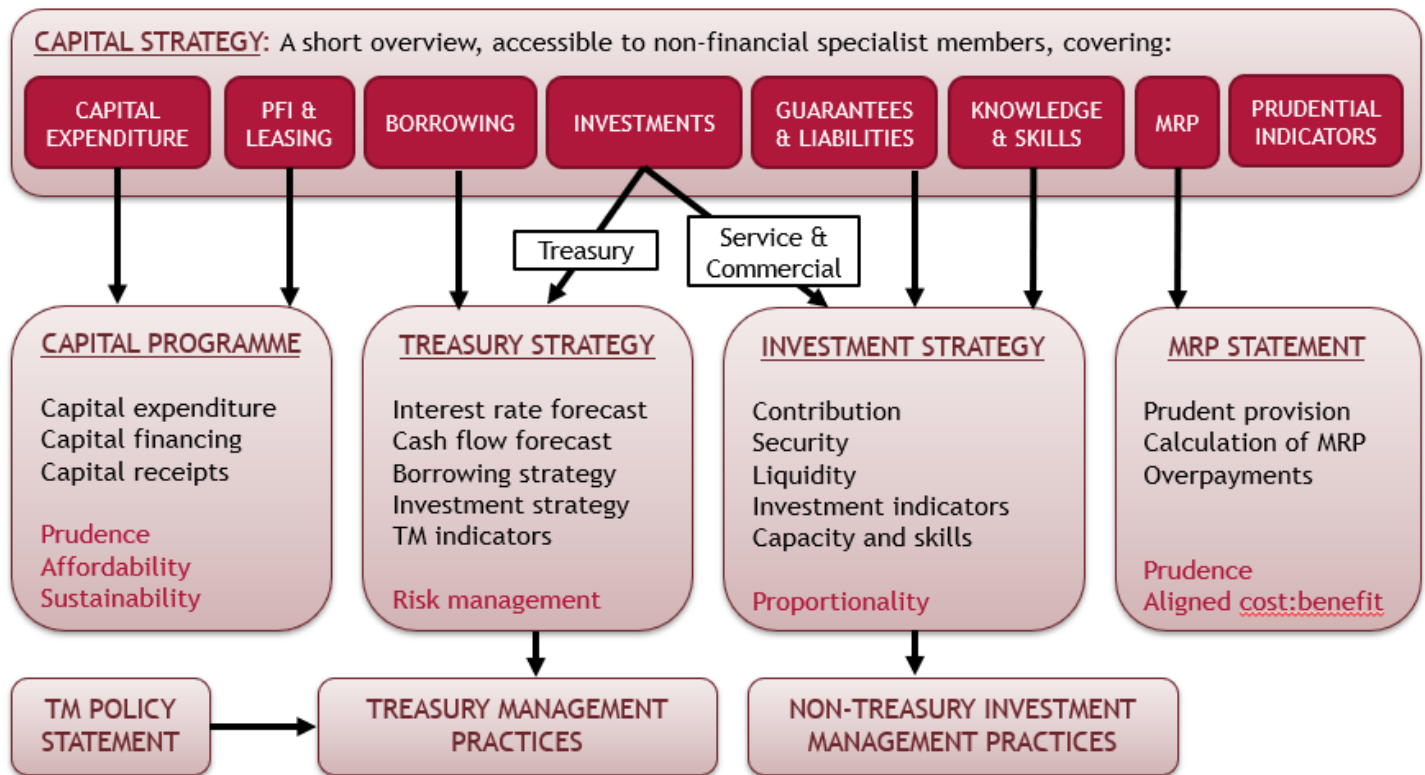 CAPITAL STRATEGY: A short overview, accessible to non-financial specialist members, covering:
CAPITAL
EXPENDITURE
PFI &
LEASING
BORROWING
INVESTMENTS
GUARANTEES
& LIABILITIES
KNOWLEDGE
& SKILLS
MRP
PRUDENTIAL
INDICATORS
Treasury
Service &
Commercial
CAPITAL PROGRAMME
Capital expenditure
Capital financing
Capital receipts
Prudence
Affordability
Sustainability
TREASURY STRATEGY
Interest rate forecast
Cash flow forecast
Borrowing strategy
Investment strategy
TM indicators
Risk management
INVESTMENT STRATEGY
Contribution
Security
Liquidity
Investment indicators
Capacity and skills
Proportionality
MRP STATEMENT
Prudent provision
Calculation of MRP
Overpayments
Prudence
Aligned cost:benefit
TM POLICY
STATEMENT
TREASURY MANAGEMENT
PRACTICES
NON-TREASURY INVESTMENT
MANAGEMENT PRACTICES